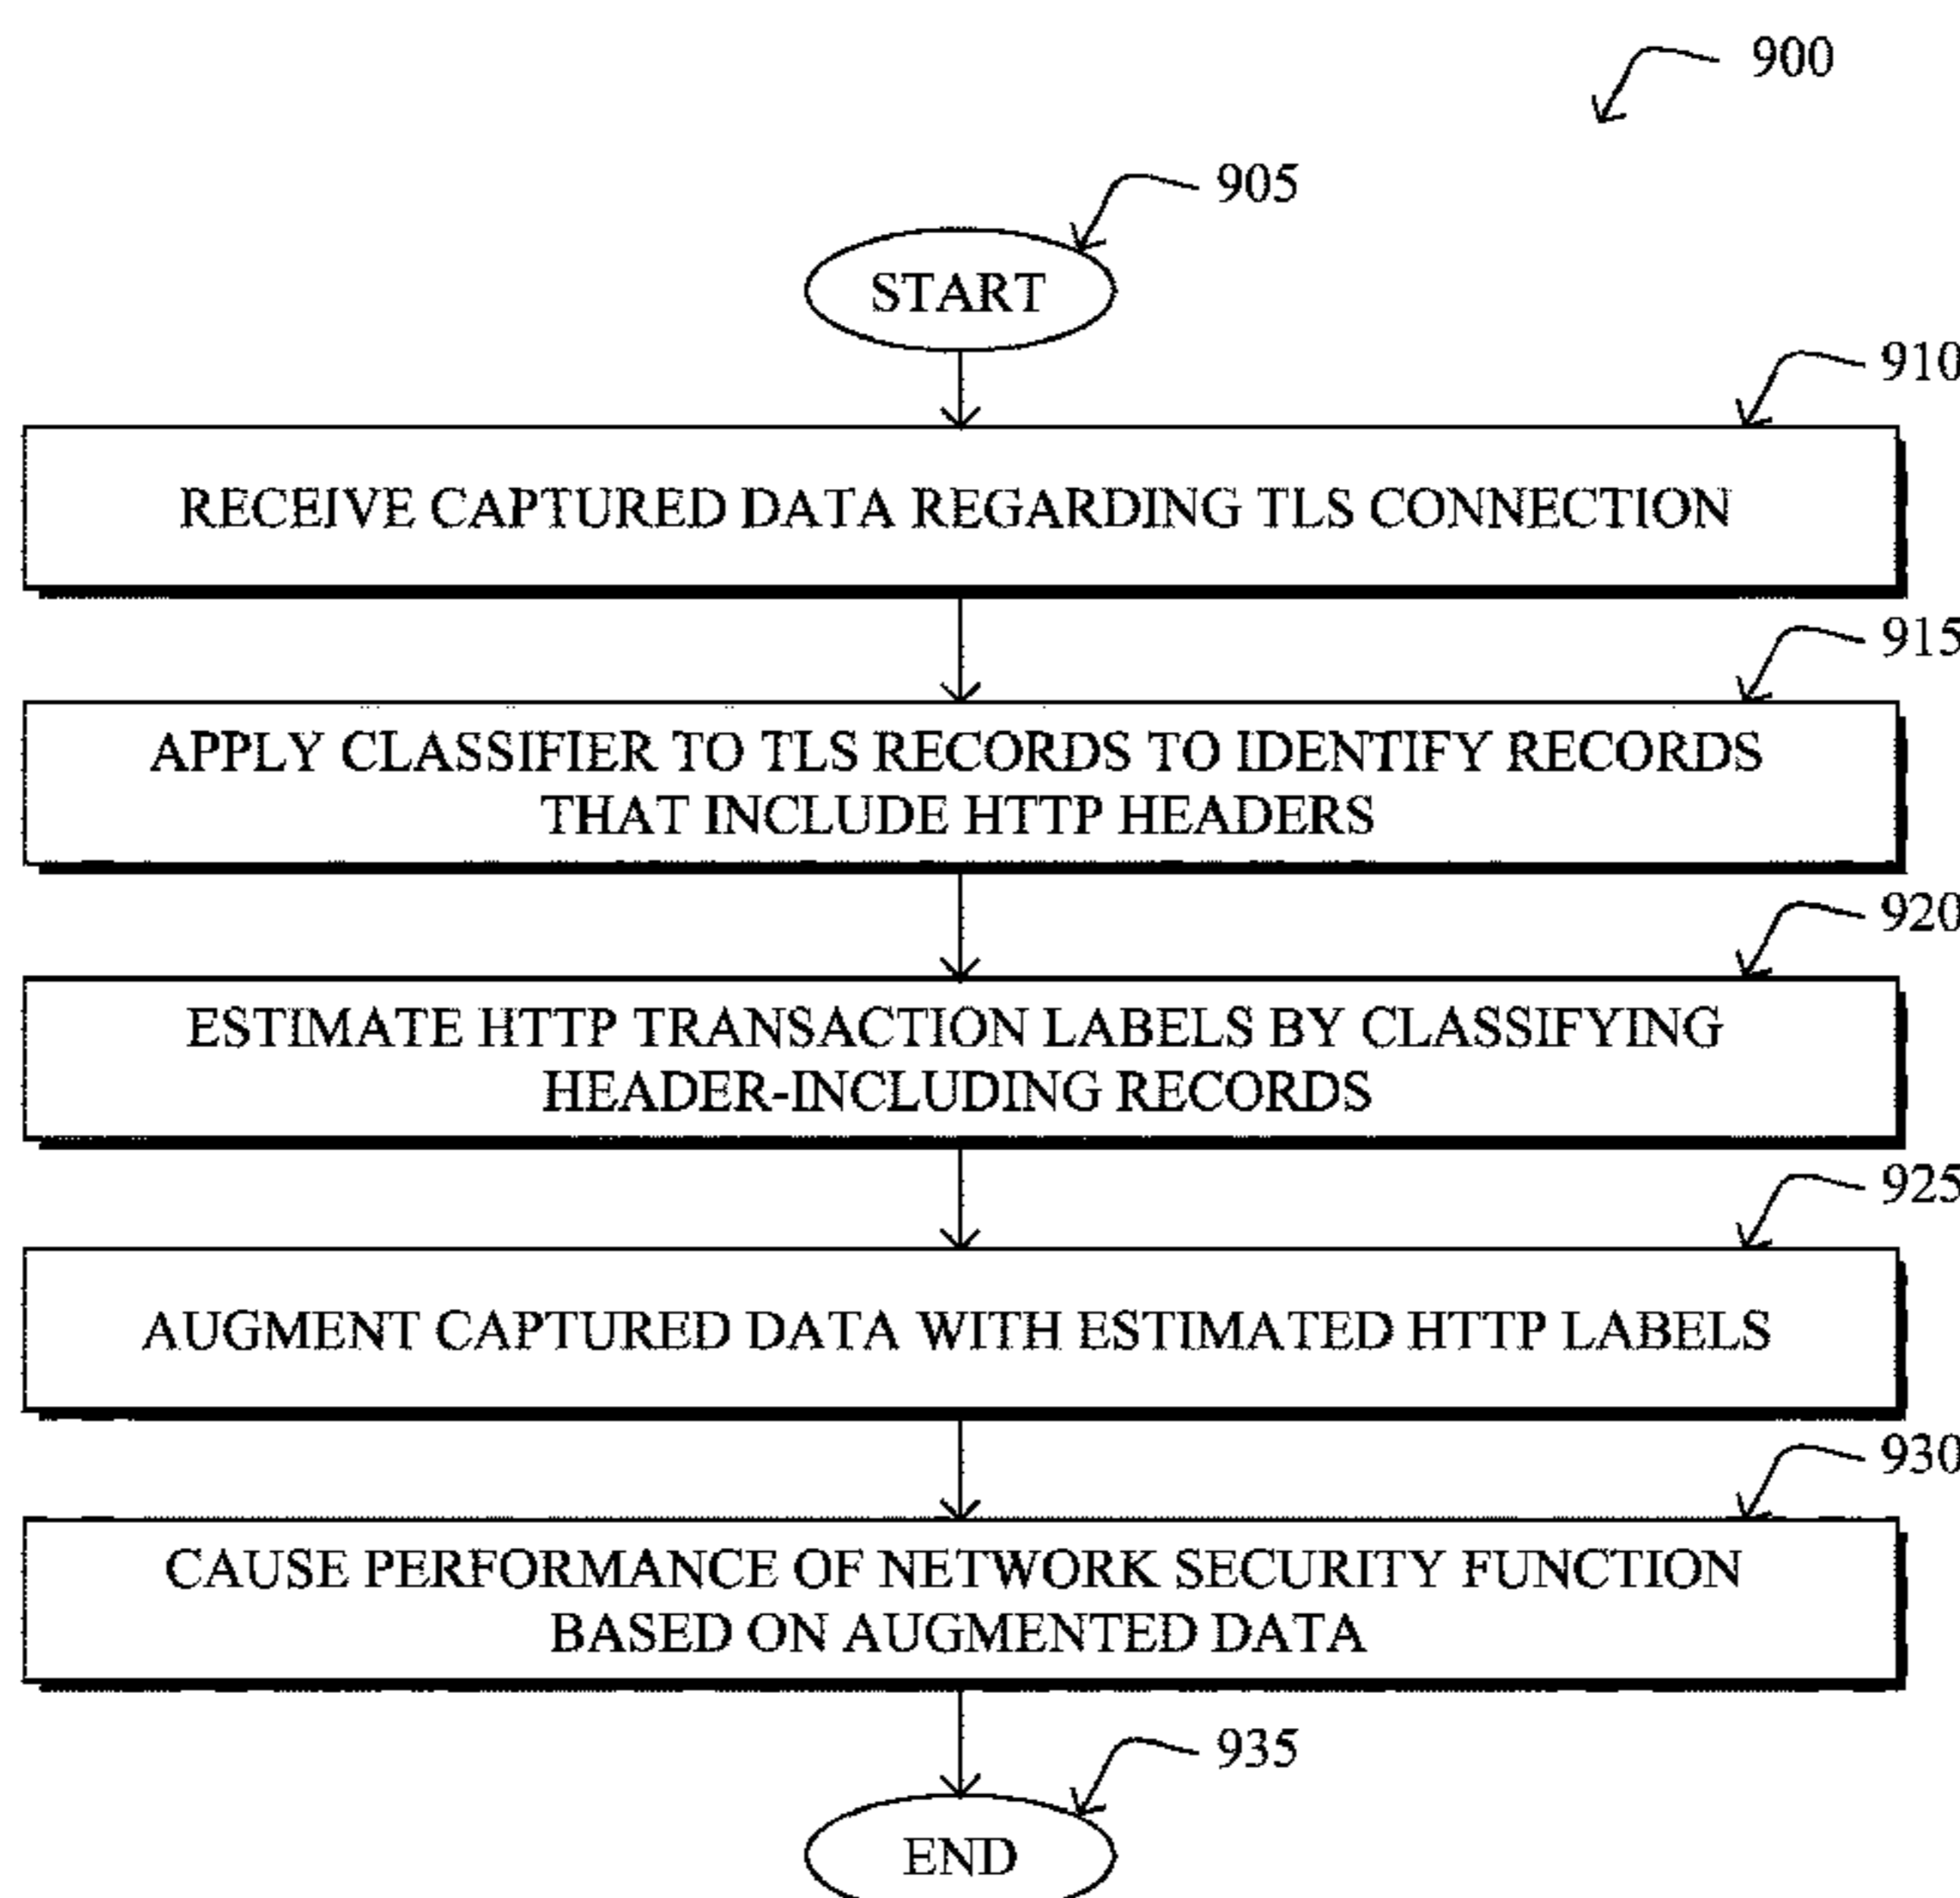 900
905
START
910
RECEIVE CAPTURED DATA REGARDING TLS CONNECTION
915
APPLY CLASSIFIER TO TLS RECORDS TO IDENTIFY RECORDS
THAT INCLUDE HTTP HEADERS
920
ESTIMATE HTTP TRANSACTION LABELS BY CLASSIFYING
HEADER-INCLUDING RECORDS
925
AUGMENT CAPTURED DATA WITH ESTIMATED HTTP LABELS
930
CAUSE PERFORMANCE OF NETWORK SECURITY FUNCTION
BASED ON AUGMENTED DATA
935
END